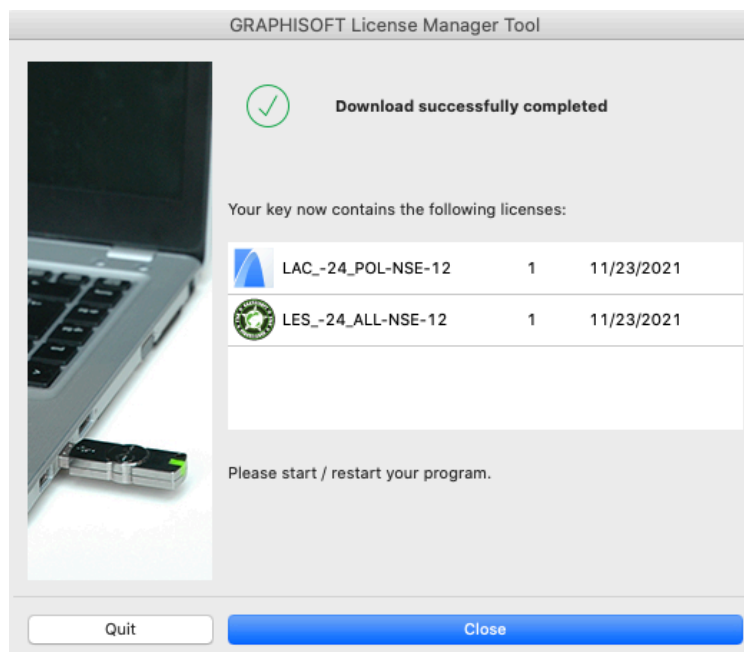 GRAPHISOFT License Manager Tool
Download successfully completed
Your key now contains the following licenses:
LAC_-24_POL-NSE-12 1 11/23/2021
LES_-24_ALL-NSE-12 1 11/23/2021
Please start / restart your program.
Quit Close